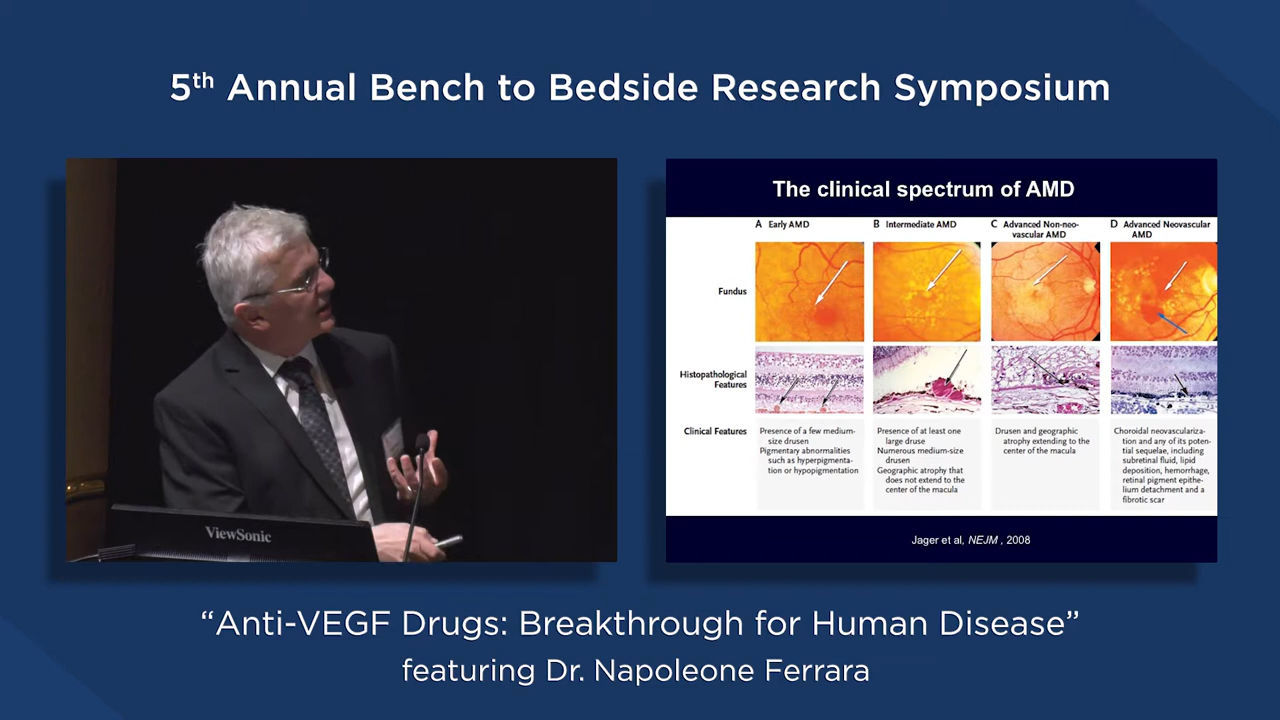 5th Annual Bench to Bedside Research Symposium
ViewSonic
The clinical spectrum of AMD
A Early AMD
B Intermediate AMD
C Advanced Non-neo-
vascular AMD
D Advanced Neovascular
AMD
Fundus
Histopathological
Features
Clinical Features
Presence of a few medium-
size drusen
Pigmentary abnormalities
such as hyperpigmenta-
tion or hypopigmentation
Presence of at least one
large druse
Numerous medium-size
drusen
Geographic atrophy that
does not extend to the
center of the macula
Drusen and geographic
atrophy extending to the
center of the macula
Choroidal neovasculariza-
tion and any of its poten-
tial sequelae, including
subretinal fluid, lipid
deposition, hemorrhage,
retinal pigment epithe-
lium detachment and a
fibrotic scar
Jager et al, NEJM , 2008
“Anti-VEGF Drugs: Breakthrough for Human Disease”
featuring Dr. Napoleone Ferrara